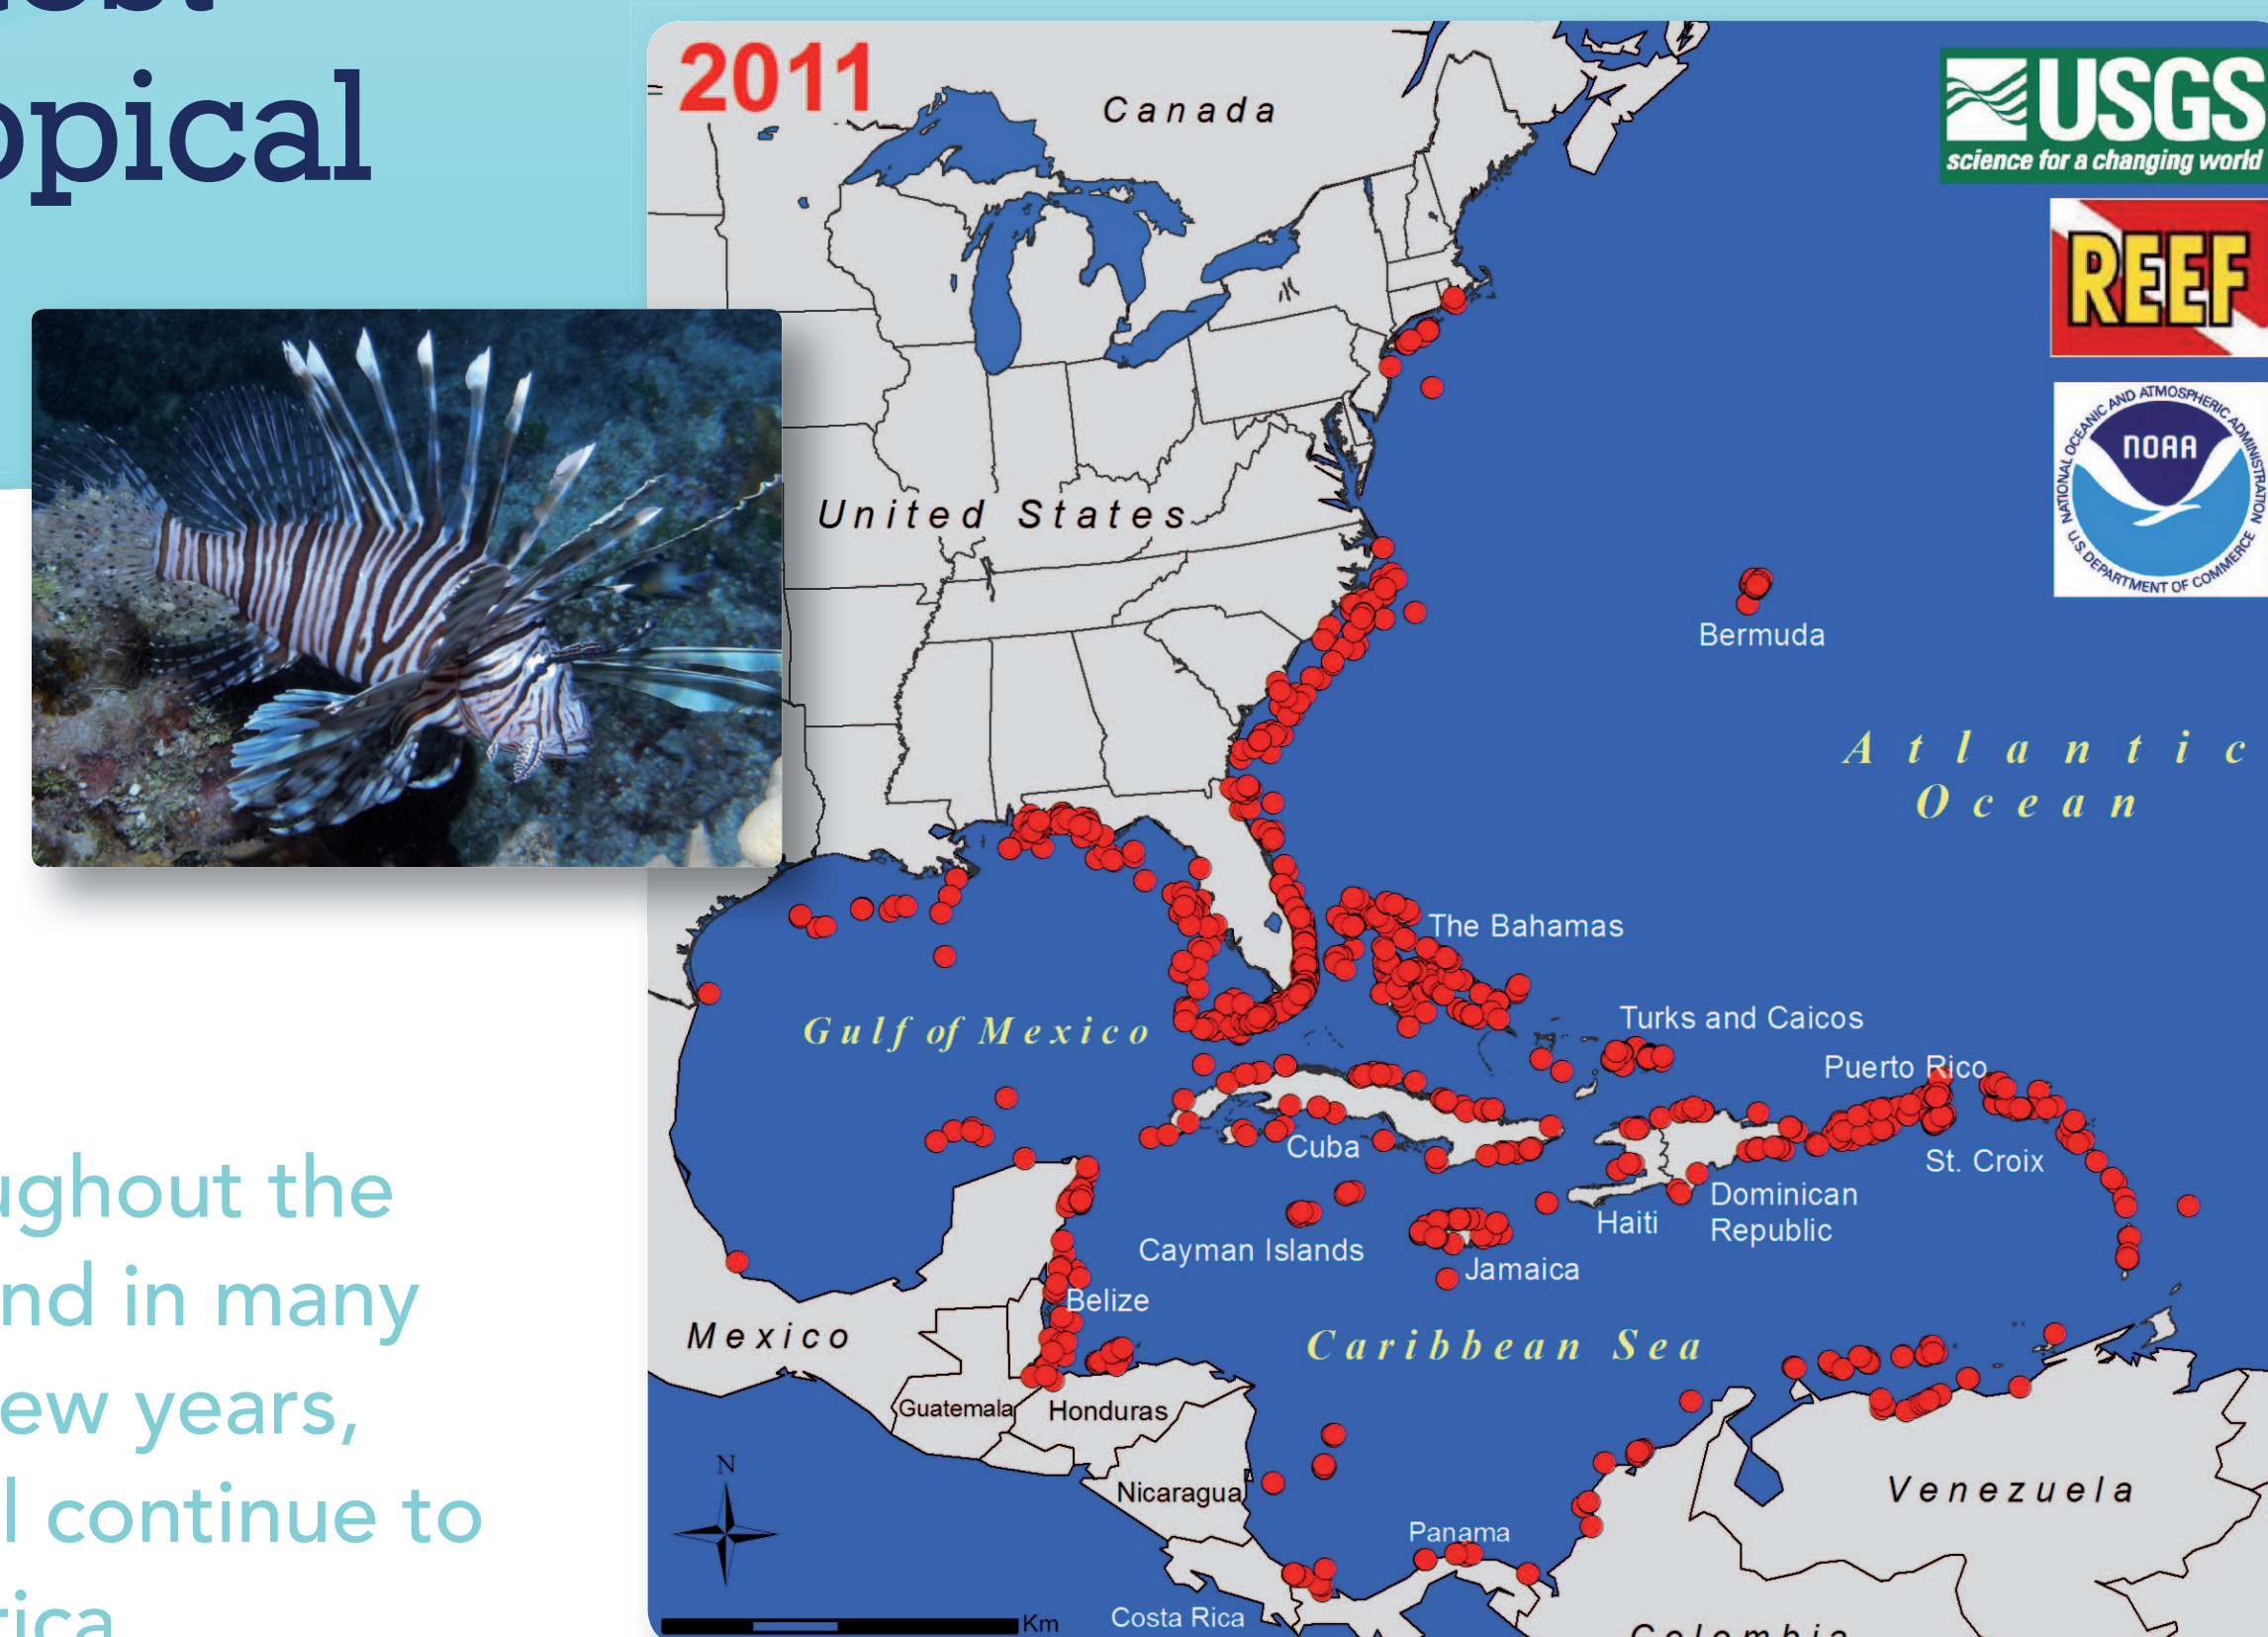 opical
ughout the
nd in many
ew years,
l continue to
rica
2011
Canada
USGS
science for a changing world
REEF
NATIONAL OCEANIC AND ATMOSPHERIC ADMINISTRATION
NOAA
U.S. DEPARTMENT OF COMMERCE
United States
Bermuda
Atlantic
Ocean
The Bahamas
Gulf of Mexico
Turks and Caicos
Puerto Rico
Cuba
St. Croix
Dominican
Republic
Haiti
Cayman Islands
Jamaica
Belize
Mexico
Caribbean Sea
Guatemala
Honduras
N
Nicaragua
Venezuela
Panama
Costa Rica
Km
Colombia